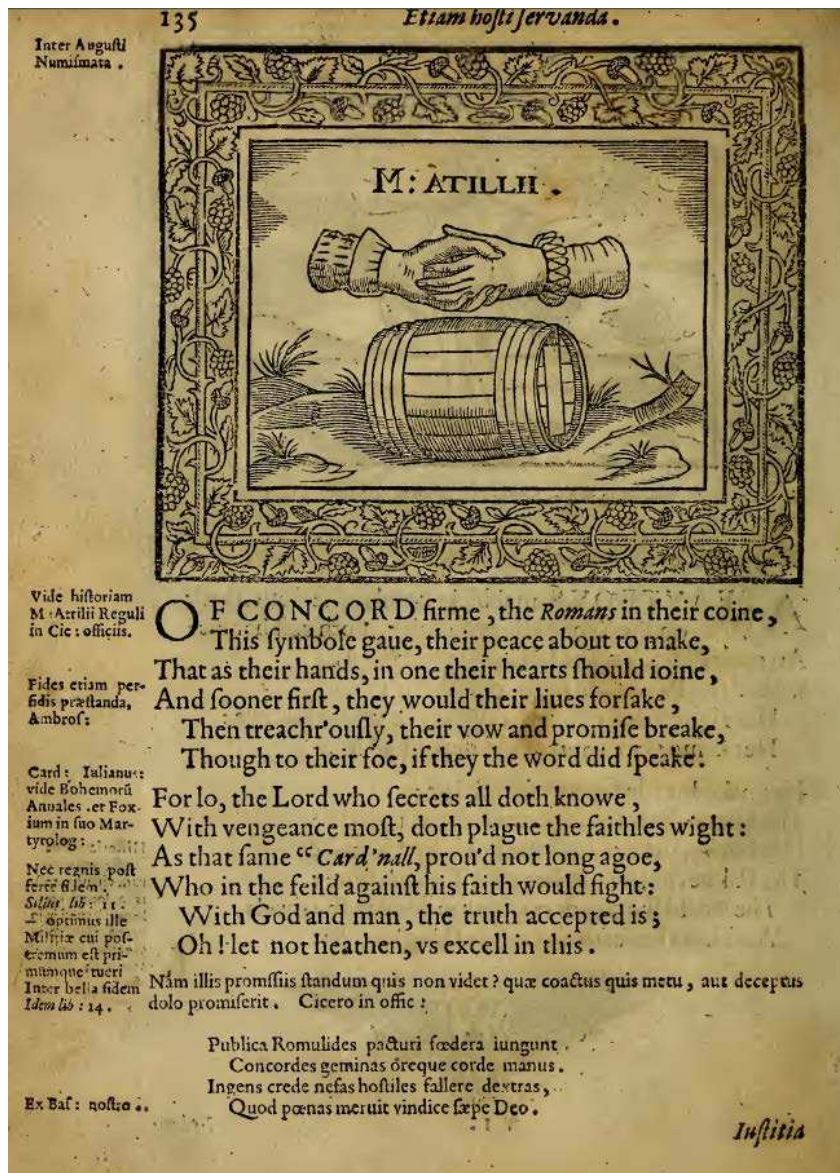 135
Etiam hosti servanda.
Inter Augusti
Numismata.
M: ATILLII.
Vide historiam
M. Attilii Reguli
in Cic: officiis.
Fides etiam per-
fidis præstanda,
Ambros:
Card: Iulianus:
vide Bohemorũ
Annales .et Fox-
ium in suo Mar-
tyrolog:
Nec regnis post
ferre fidem.
Silius lib: 11.
— optimus ille
Militiæ cui pos-
tremum est pri-
mumque tueri
Inter bella fidem
Idem lib: 14.
OF CONCORD firme, the Romans in their coine,
This symbole gaue, their peace about to make,
That as their hands, in one their hearts should ioine,
And sooner first, they would their liues forsake,
Then treachr'ously, their vow and promise breake,
Though to their foe, if they the word did speake:
For lo, the Lord who secrets all doth knowe,
With vengeance most, doth plague the faithles wight:
As that same cc Card'nall, prou'd not long agoe,
Who in the feild against his faith would fight:
With God and man, the truth accepted is;
Oh! let not heathen, vs excell in this.
Nam illis promssiis standum quis non videt? quæ coactus quis metu, aut deceptus
dolo promiserit. Cicero in offic:
Publica Romulides pacturi fœdera iungunt
Concordes geminas óreque corde manus.
Ingens crede nefas hostiles fallere dextras,
Quod pœnas meruit vindice sæpe Deo.
Ex Bas: nostro.
Iustitia